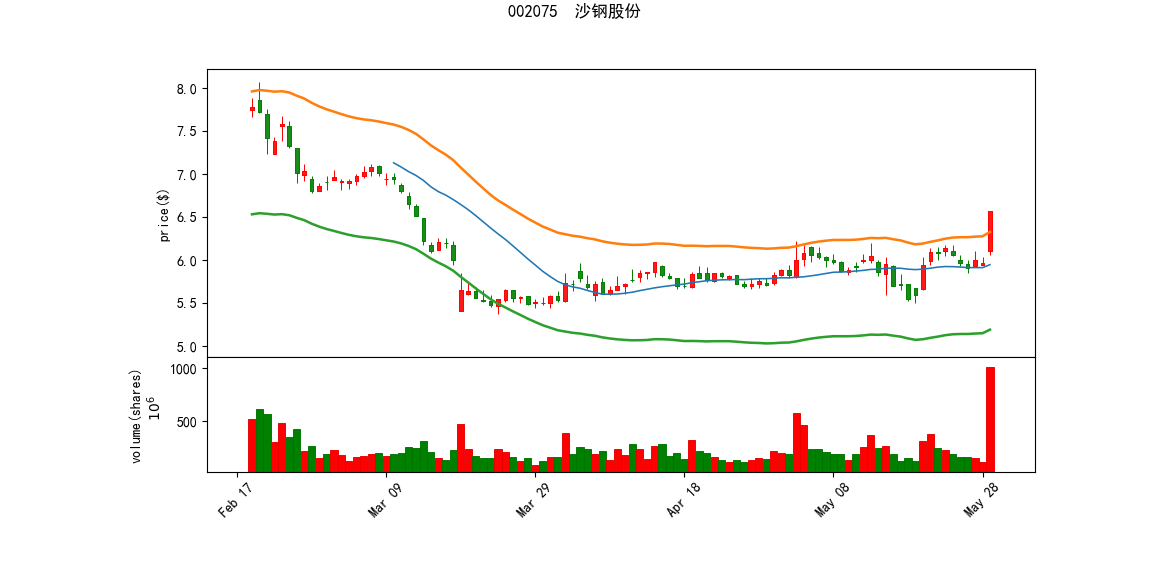 002075 沙钢股份
8.0
7.5
7.0
6.5
6.0
5.5
5.0
price($)
1000
500
volume(shares)
10^6
Feb 17
Mar 09
Mar 29
Apr 18
May 08
May 28